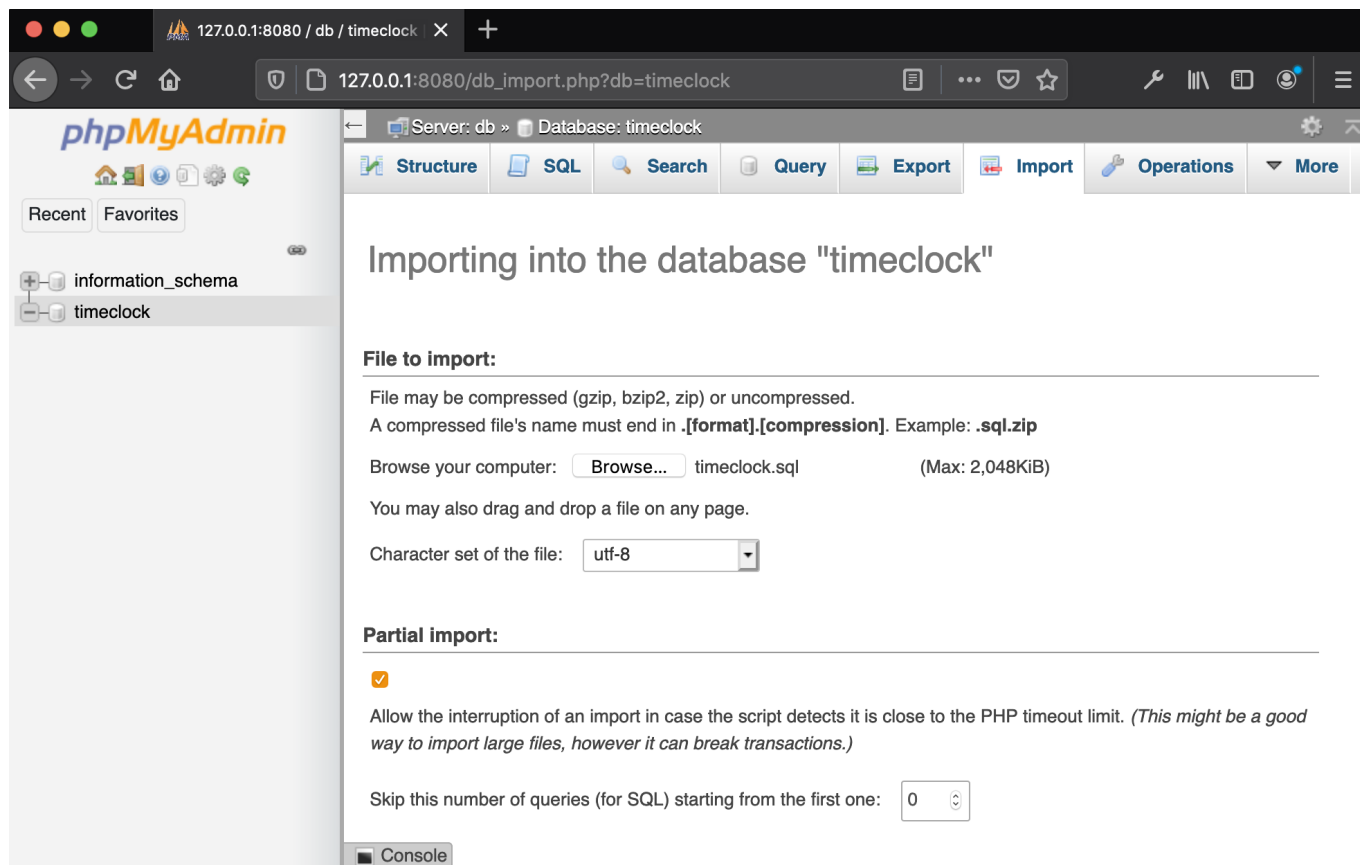 127.0.0.1:8080 / db / timeclock
127.0.0.1:8080/db_import.php?db=timeclock
phpMyAdmin
Recent Favorites
information_schema
timeclock
Server: db » Database: timeclock
Structure SQL Search Query Export Import Operations More
Importing into the database "timeclock"
File to import:
File may be compressed (gzip, bzip2, zip) or uncompressed.
A compressed file's name must end in .[format].[compression]. Example: .sql.zip
Browse your computer: Browse... timeclock.sql (Max: 2,048KiB)
You may also drag and drop a file on any page.
Character set of the file: utf-8
Partial import:
Allow the interruption of an import in case the script detects it is close to the PHP timeout limit. (This might be a good
way to import large files, however it can break transactions.)
Skip this number of queries (for SQL) starting from the first one: 0
Console